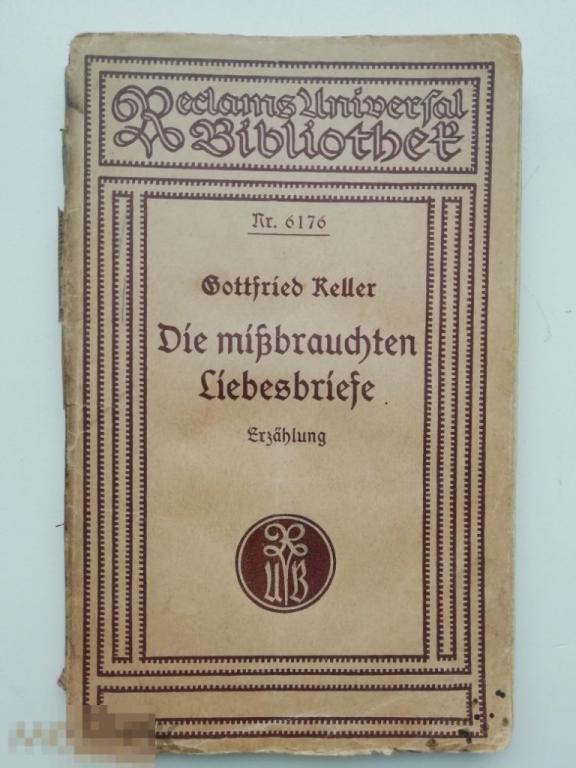 Reclams Universal
Bibliothek
Nr. 6176
Gottfried Keller
Die mißbrauchten
Liebesbriefe
Erzählung
R
UB